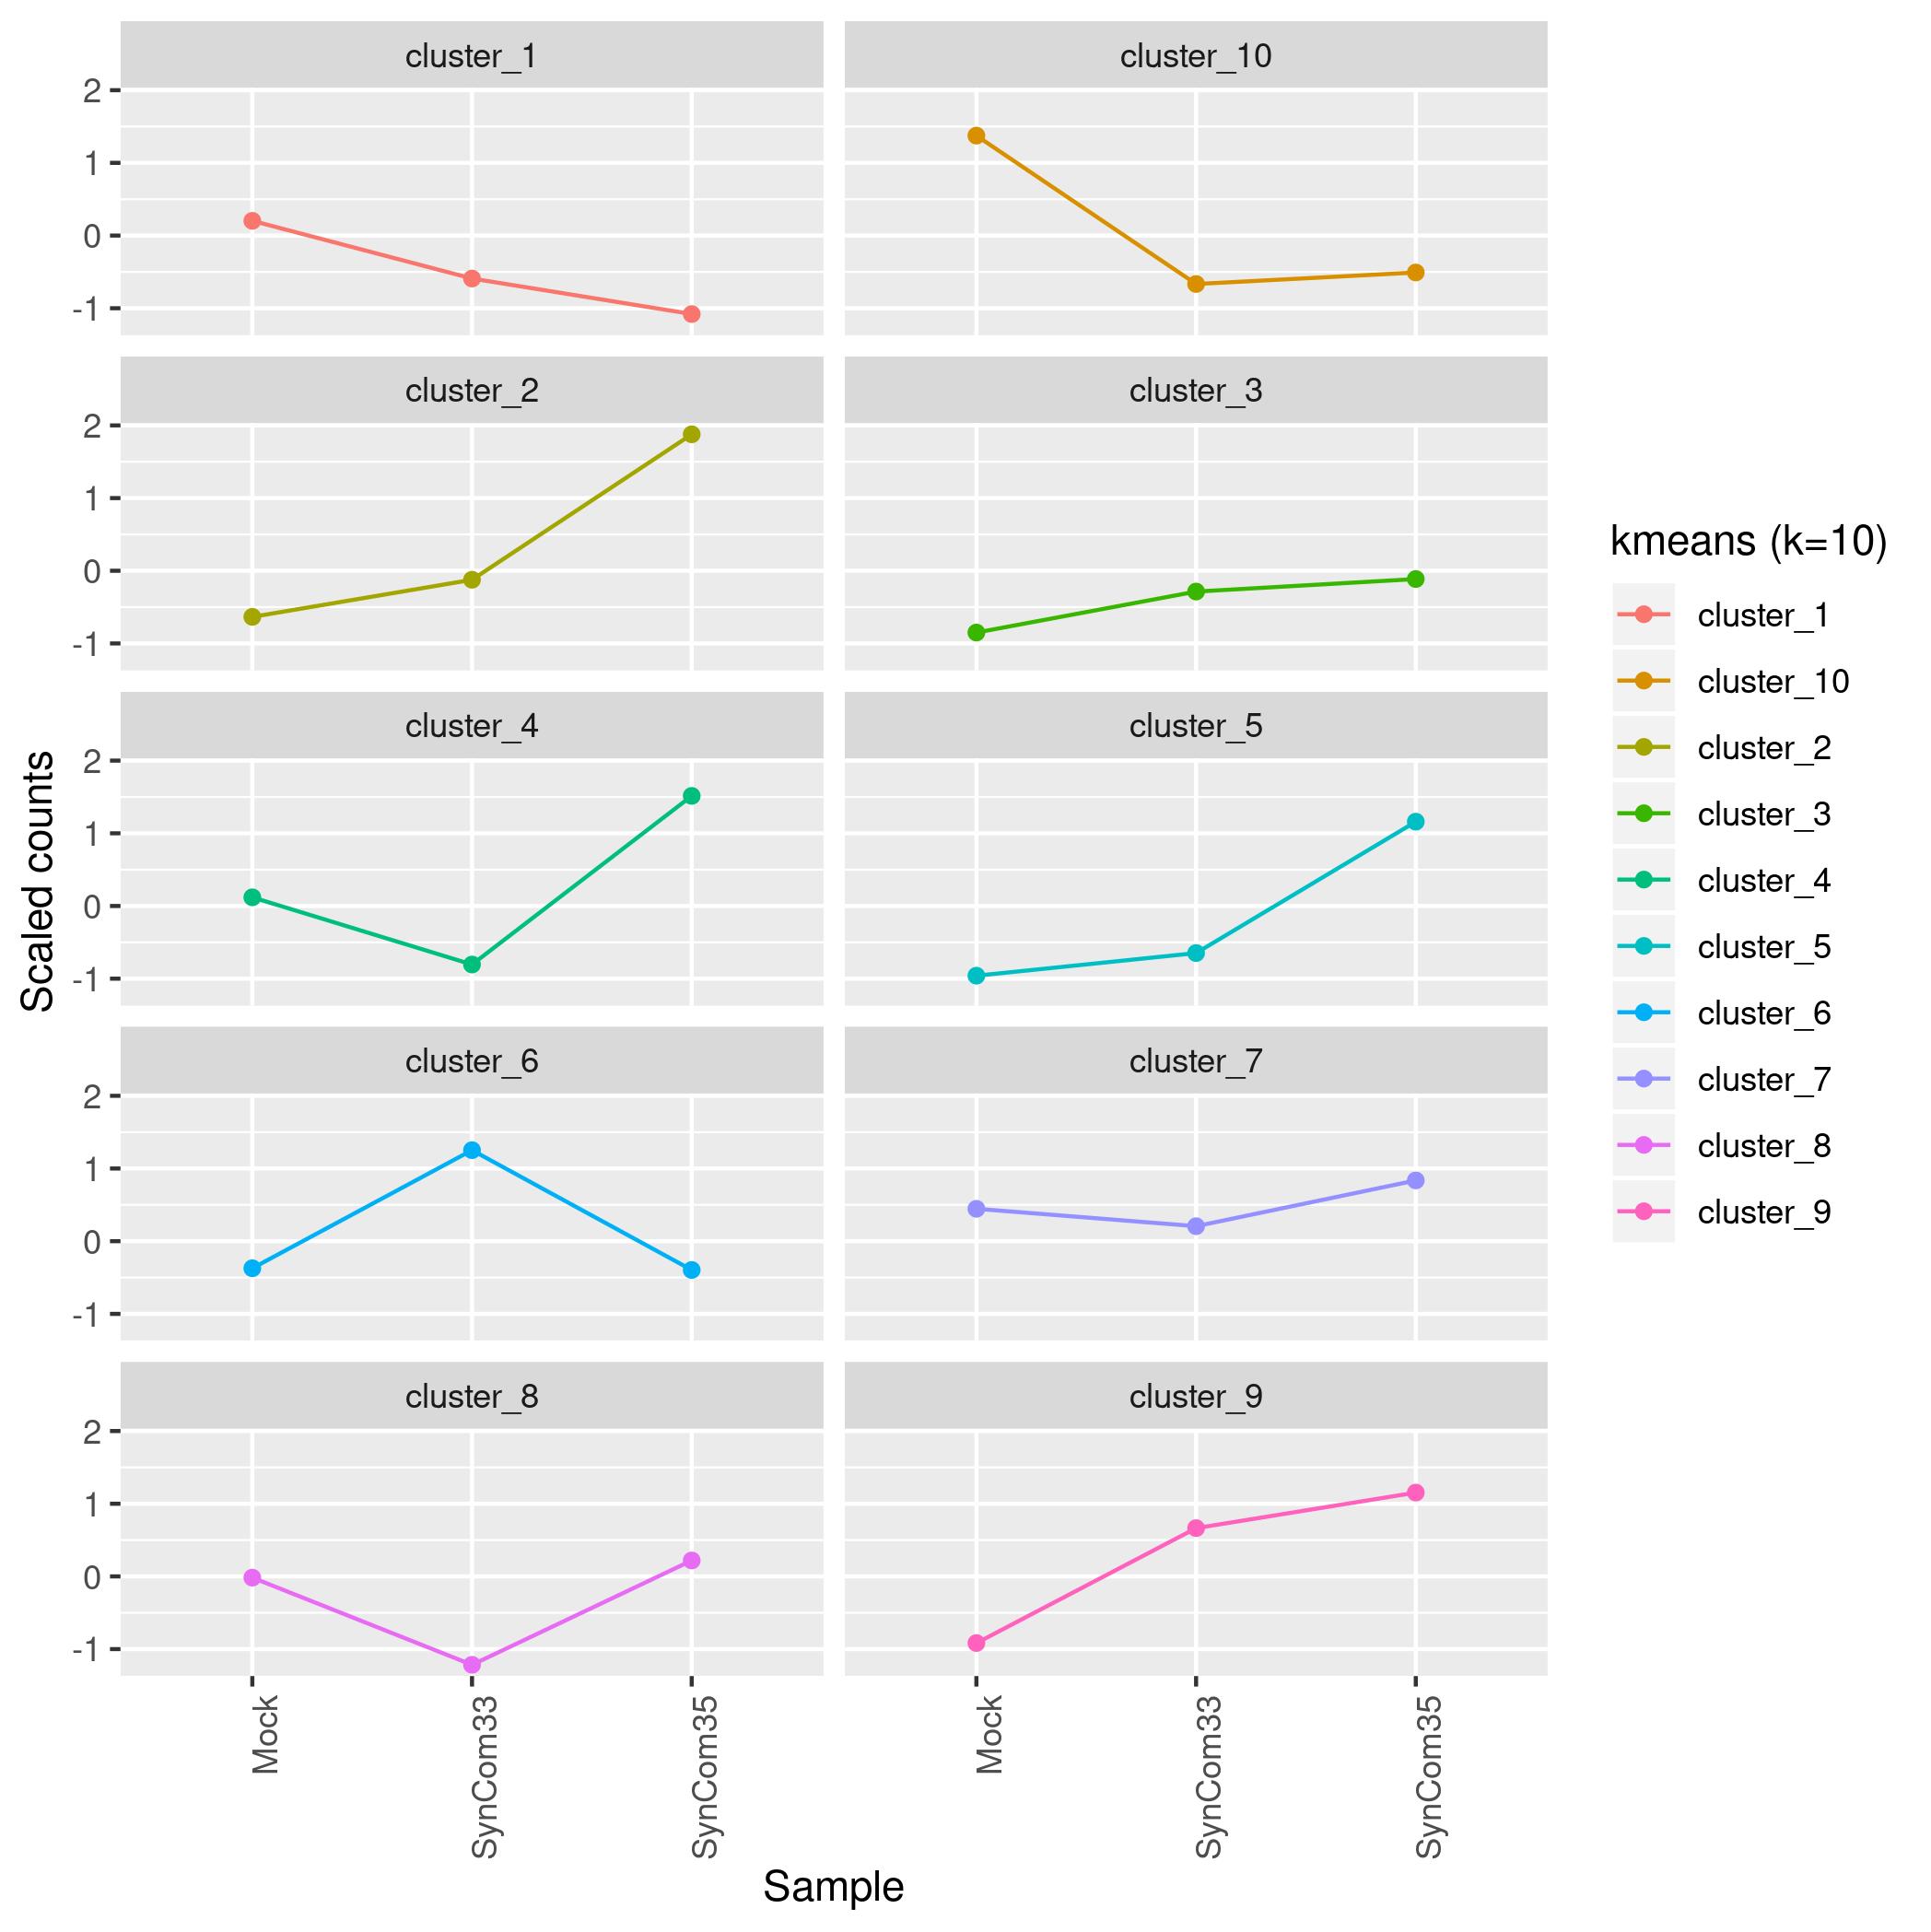 cluster_1
cluster_10
2
1
0
-1
cluster_2
cluster_3
2
1
0
-1
cluster_4
cluster_5
2
1
0
-1
cluster_6
cluster_7
2
1
0
-1
cluster_8
cluster_9
2
1
0
-1
Mock
SynCom33
SynCom35
Mock
SynCom33
SynCom35
Sample
Scaled counts
kmeans (k=10)
cluster_1
cluster_10
cluster_2
cluster_3
cluster_4
cluster_5
cluster_6
cluster_7
cluster_8
cluster_9